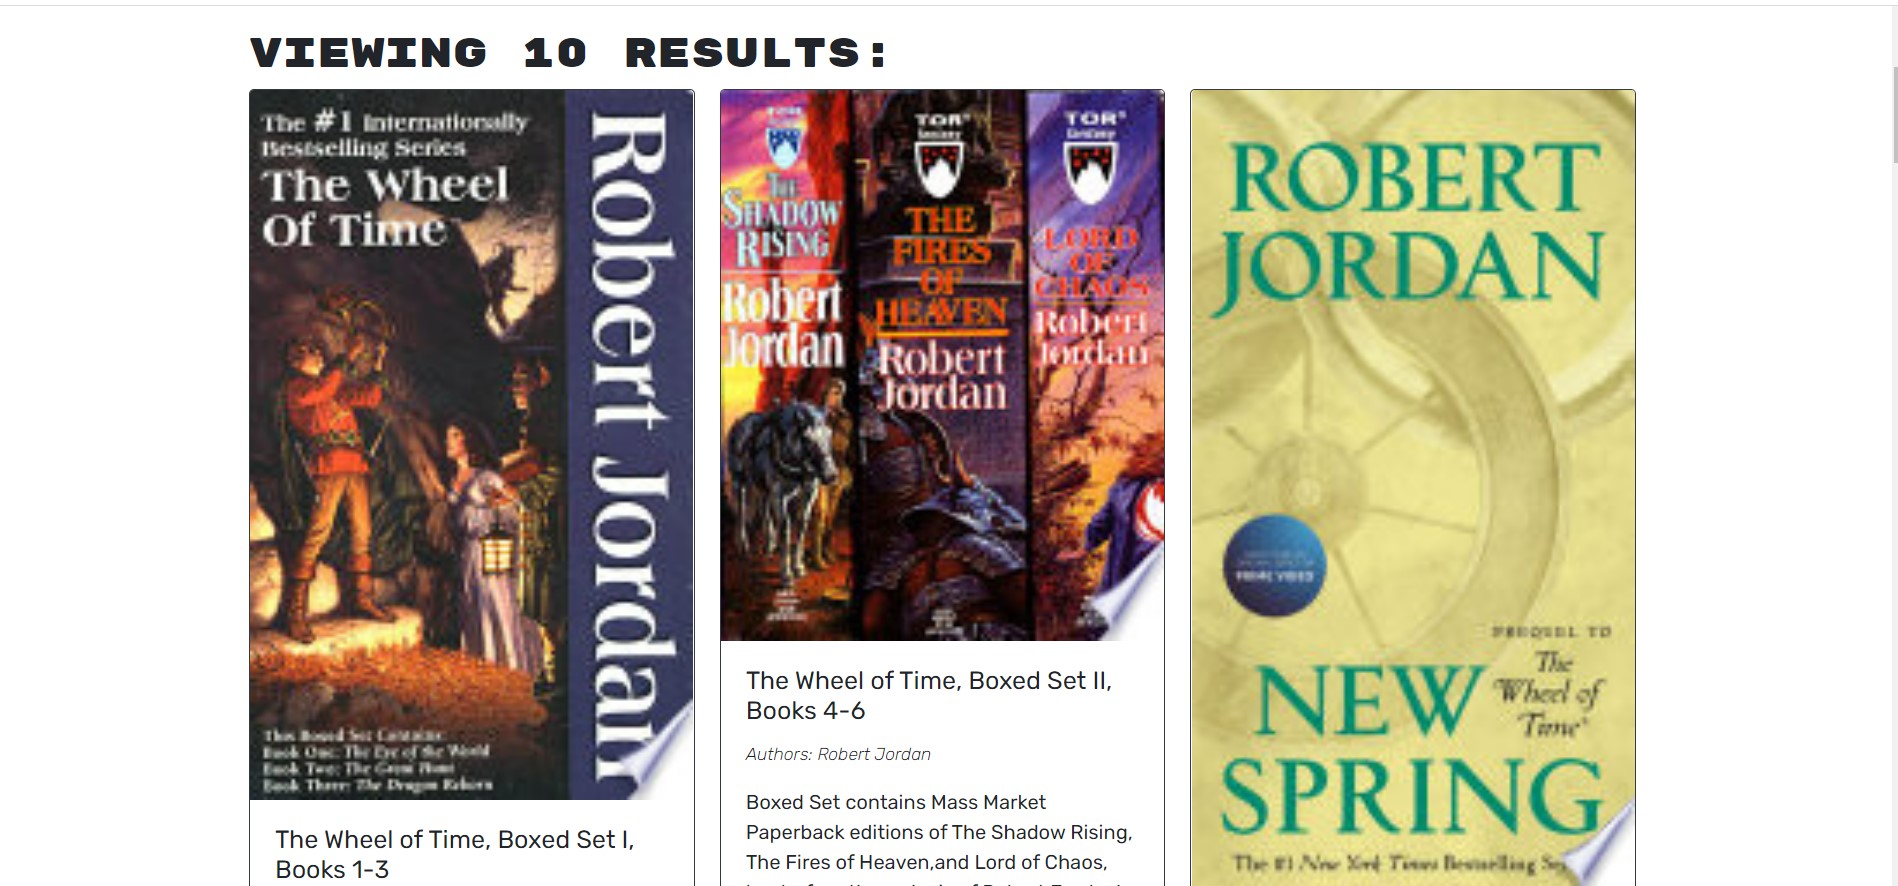 VIEWING 10 RESULTS:
The #1 Internationally
Bestselling Series
The Wheel
Of Time
Robert Jordan
This Boxed Set Contains:
Book One: The Eye of the World
Book Two: The Great Hunt
Book Three: The Dragon Reborn
The Wheel of Time, Boxed Set I,
Books 1-3
THE
SHADOW
RISING
Robert
Jordan
TOR®
fantasy
THE
FIRES
OF
HEAVEN
Robert
Jordan
TOR®
fantasy
LORD
OF
CHAOS
Robert
Jordan
The Wheel of Time, Boxed Set II,
Books 4-6
Authors: Robert Jordan
Boxed Set contains Mass Market
Paperback editions of The Shadow Rising,
The Fires of Heaven,and Lord of Chaos,
ROBERT
JORDAN
PRIME VIDEO
PREQUEL TO
The
Wheel of
Time®
NEW
SPRING
The #1 New York Times Bestselling